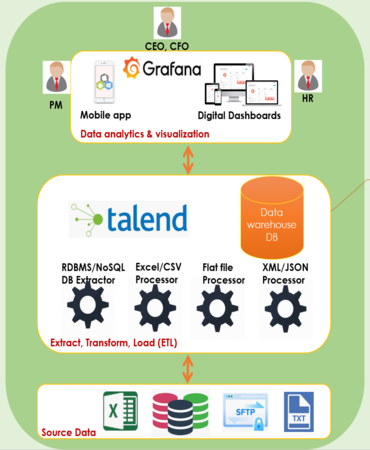 CEO, CFO
Grafana
PM
HR
Mobile app
Digital Dashboards
Data analytics & visualization
talend
Data
warehouse
DB
RDBMS/NoSQL
DB Extractor
Excel/CSV
Processor
Flat file
Processor
XML/JSON
Processor
Extract, Transform, Load (ETL)
X
SFTP
TXT
Source Data